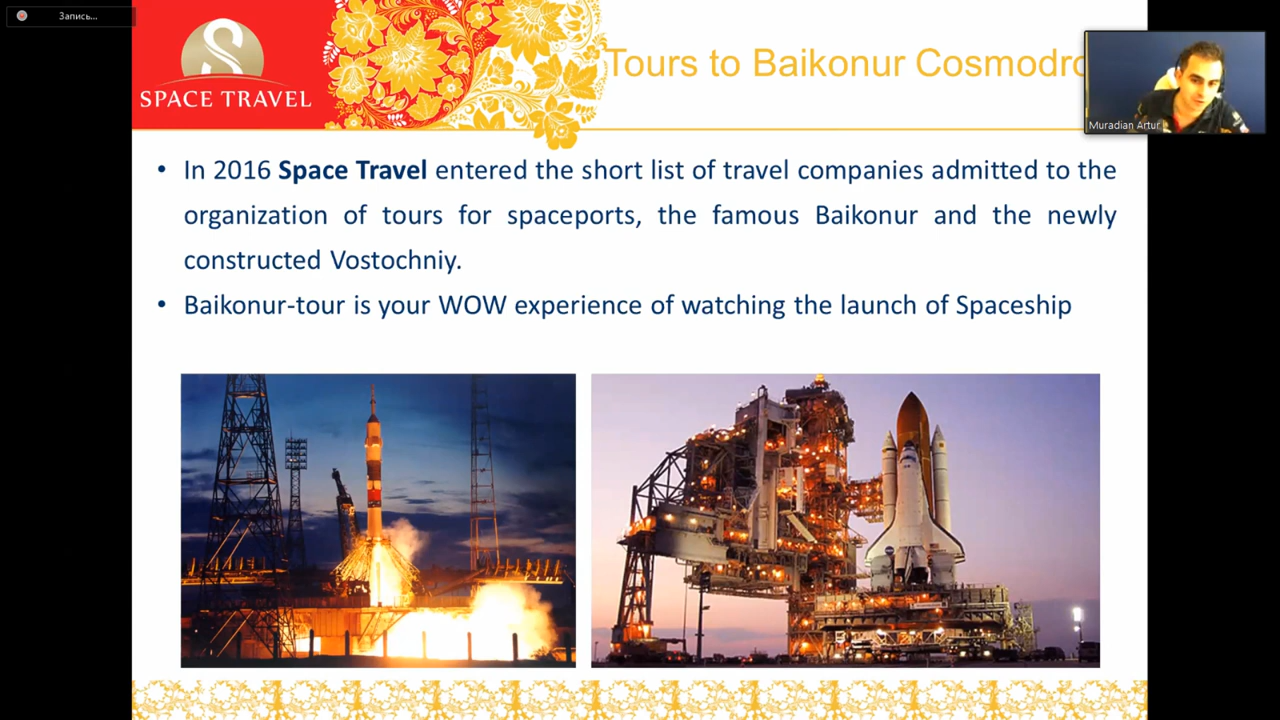 Запись...
SPACE TRAVEL
Tours to Baikonur Cosmodro
Muradian Artur
• In 2016 Space Travel entered the short list of travel companies admitted to the
organization of tours for spaceports, the famous Baikonur and the newly
constructed Vostochniy.
• Baikonur-tour is your WOW experience of watching the launch of Spaceship